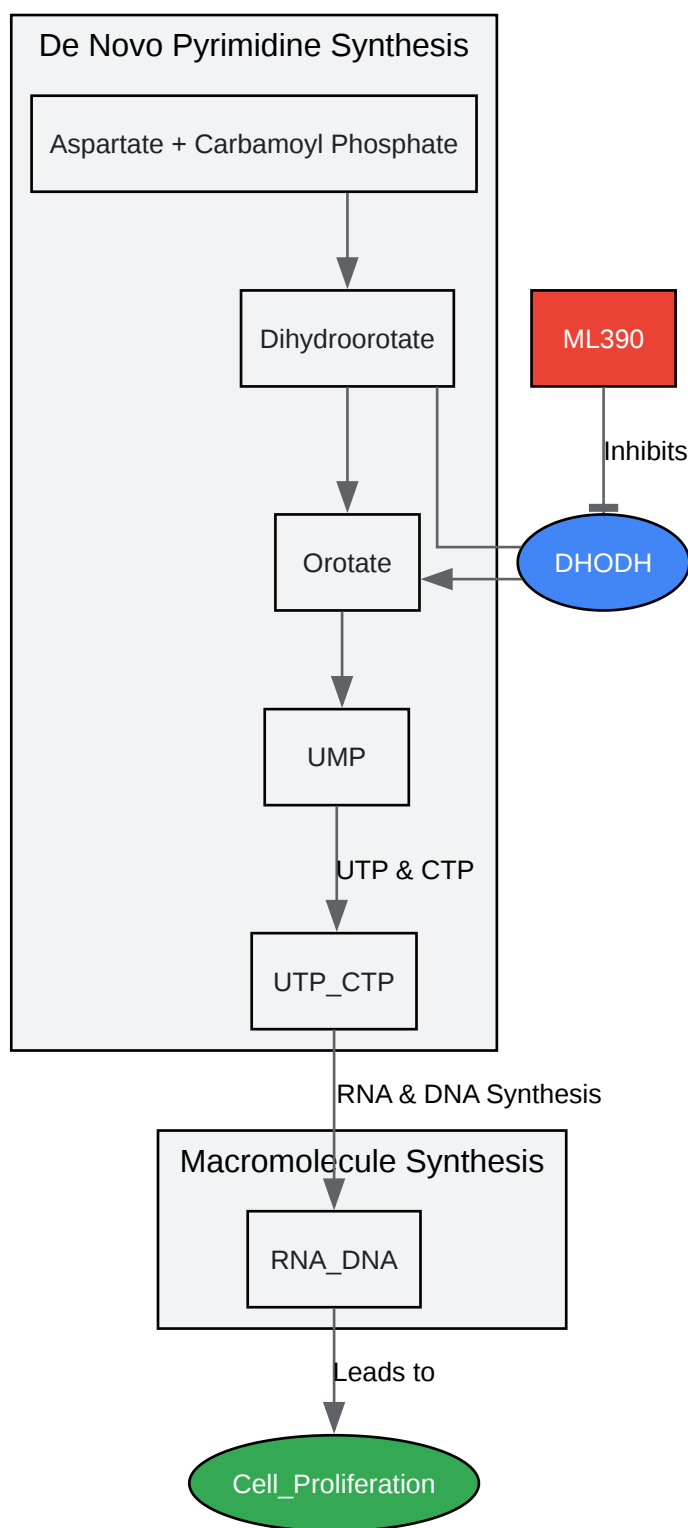 De Novo Pyrimidine Synthesis
Aspartate + Carbamoyl Phosphate
Dihydroorotate
ML390
Inhibits
Orotate
DHODH
UMP
UTP & CTP
UTP_CTP
RNA & DNA Synthesis
Macromolecule Synthesis
RNA_DNA
Leads to
Cell_Proliferation